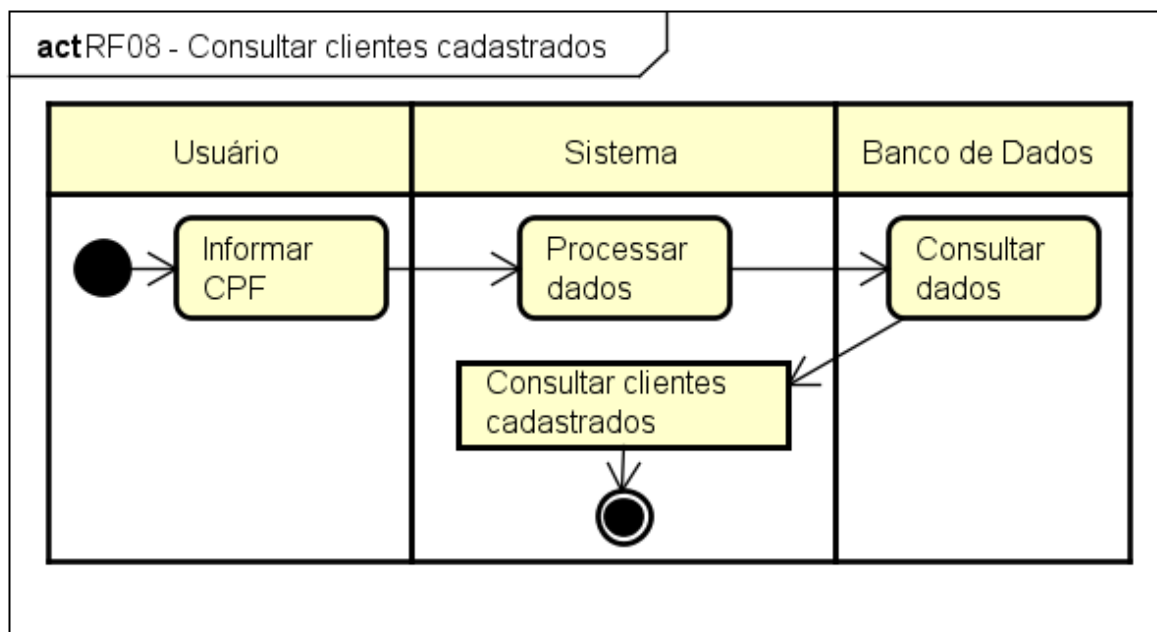 act RF08 - Consultar clientes cadastrados
Usuário
Sistema
Banco de Dados
Informar
CPF
Processar
dados
Consultar
dados
Consultar clientes
cadastrados